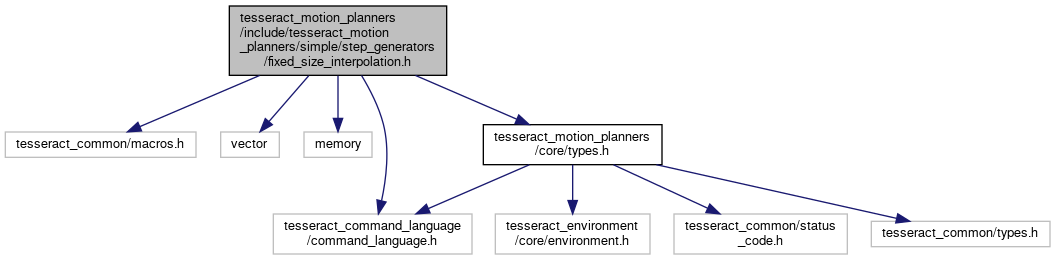 tesseract_motion_planners
/include/tesseract_motion
_planners/simple/step_generators
/fixed_size_interpolation.h
tesseract_common/macros.h
vector
memory
tesseract_motion_planners
/core/types.h
tesseract_command_language
/command_language.h
tesseract_environment
/core/environment.h
tesseract_common/status
_code.h
tesseract_common/types.h